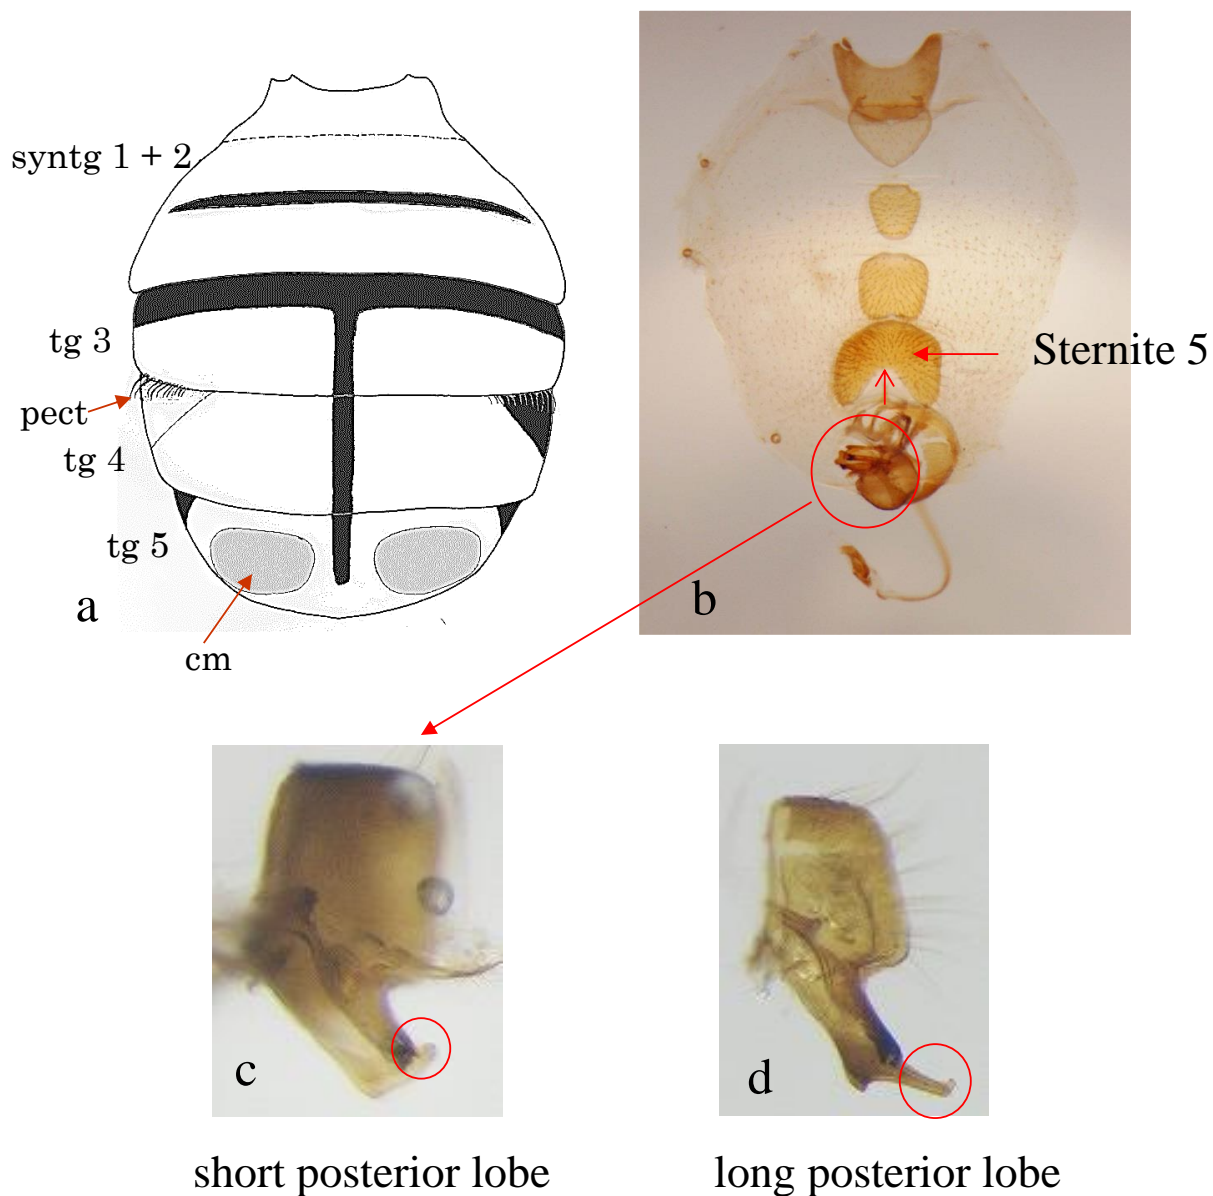 syntg 1 + 2
tg 3
pect
tg 4
tg 5
a
cm
Sternite 5
b
c
d
short posterior lobe
long posterior lobe